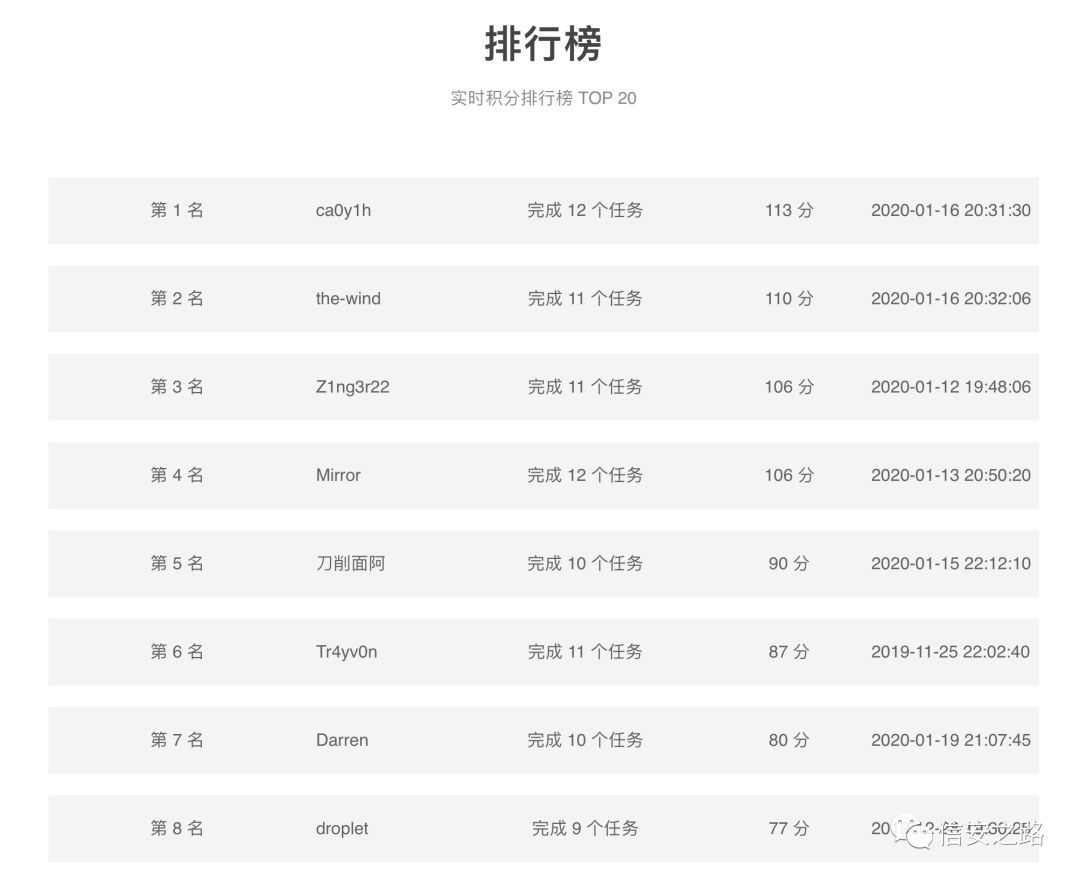 排行榜
实时积分排行榜 TOP 20
第 1 名 ca0y1h 完成 12 个任务 113 分 2020-01-16 20:31:30
第 2 名 the-wind 完成 11 个任务 110 分 2020-01-16 20:32:06
第 3 名 Z1ng3r22 完成 11 个任务 106 分 2020-01-12 19:48:06
第 4 名 Mirror 完成 12 个任务 106 分 2020-01-13 20:50:20
第 5 名 刀削面阿 完成 10 个任务 90 分 2020-01-15 22:12:10
第 6 名 Tr4yv0n 完成 11 个任务 87 分 2019-11-25 22:02:40
第 7 名 Darren 完成 10 个任务 80 分 2020-01-19 21:07:45
第 8 名 droplet 完成 9 个任务 77 分
信安之路